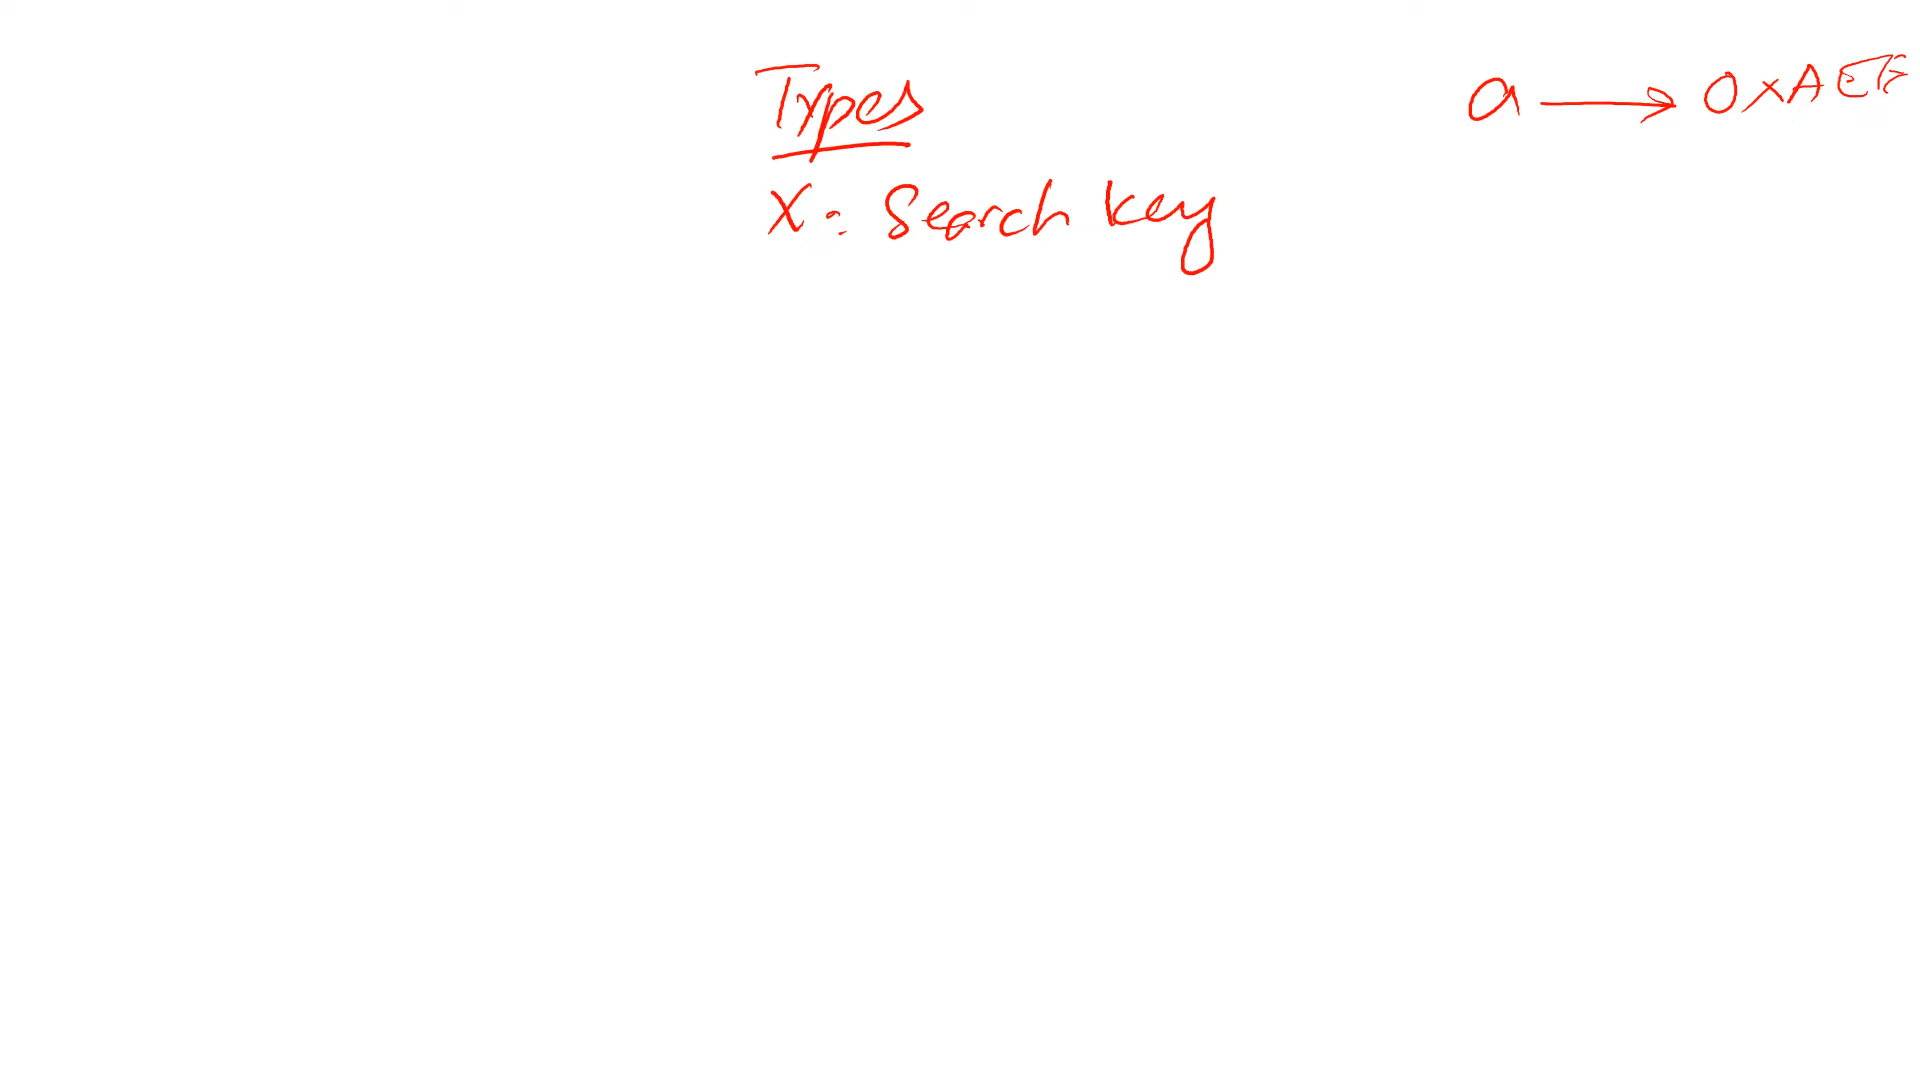 Types
a → 0xAEF
X: Search key